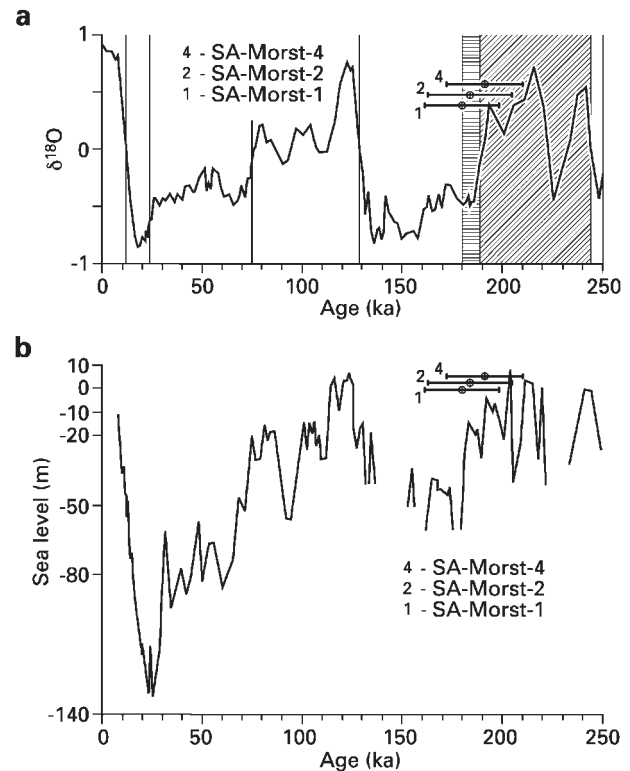 a
1
0
-1
δ18O
4 - SA-Morst-4
2 - SA-Morst-2
1 - SA-Morst-1
4
2
1
0 50 100 150 200 250
Age (ka)
b
10
0
-10
-20
-50
-80
-140
Sea level (m)
4
2
1
4 - SA-Morst-4
2 - SA-Morst-2
1 - SA-Morst-1
0 50 100 150 200 250
Age (ka)